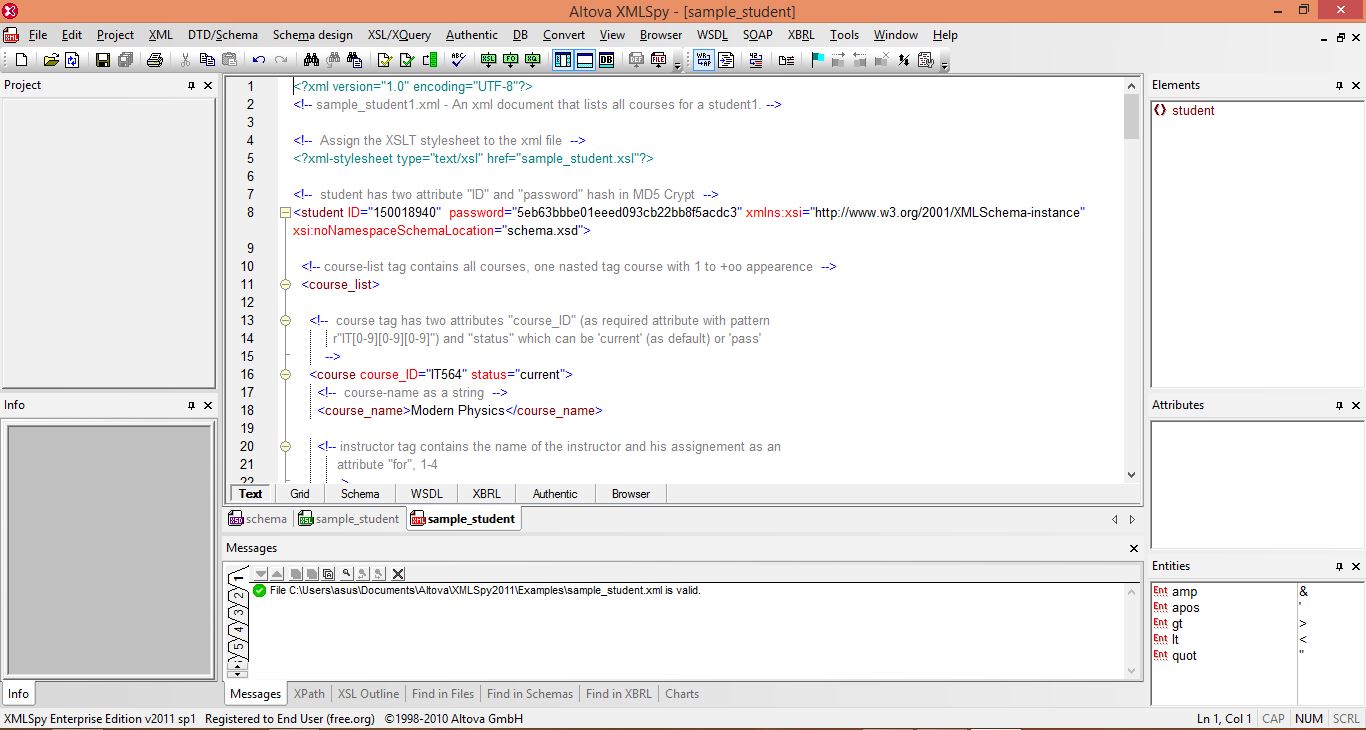 Altova XMLSpy - [sample_student]
File Edit Project XML DTD/Schema Schema design XSL/XQuery Authentic DB Convert View Browser WSDL SOAP XBRL Tools Window Help
Project
1 <?xml version="1.0" encoding="UTF-8"?>
2 <!-- sample_student1.xml - An xml document that lists all courses for a student1. -->
3
4 <!--  Assign the XSLT stylesheet to the xml file  -->
5 <?xml-stylesheet type="text/xsl" href="sample_student.xsl"?>
6
7 <!--  student has two attribute "ID" and "password" hash in MD5 Crypt  -->
8 <student ID="150018940"  password="5eb63bbbe01eeed093cb22bb8f5acdc3" xmlns:xsi="http://www.w3.org/2001/XMLSchema-instance"
xsi:noNamespaceSchemaLocation="schema.xsd">
9
10 <!-- course-list tag contains all courses, one nasted tag course with 1 to +oo appearence  -->
11 <course_list>
12
13 <!--  course tag has two attributes "course_ID" (as required attribute with pattern
14 r"IT[0-9][0-9][0-9]") and "status" which can be 'current' (as default) or 'pass'
15 -->
16 <course course_ID="IT564" status="current">
17 <!--  course-name as a string  -->
18 <course_name>Modern Physics</course_name>
19
20 <!-- instructor tag contains the name of the instructor and his assignement as an
21 attribute "for", 1-4
22 -->
Text Grid Schema WSDL XBRL Authentic Browser
schema sample_student sample_student
Info
Info
Messages
1 2 3 4 5
File C:\Users\asus\Documents\Altova\XMLSpy2011\Examples\sample_student.xml is valid.
Messages XPath XSL Outline Find in Files Find in Schemas Find in XBRL Charts
Elements
student
Attributes
Entities
Ent amp &
Ent apos '
Ent gt >
Ent lt <
Ent quot "
XMLSpy Enterprise Edition v2011 sp1 Registered to End User (free.org) ©1998-2010 Altova GmbH
Ln 1, Col 1 CAP NUM SCRL